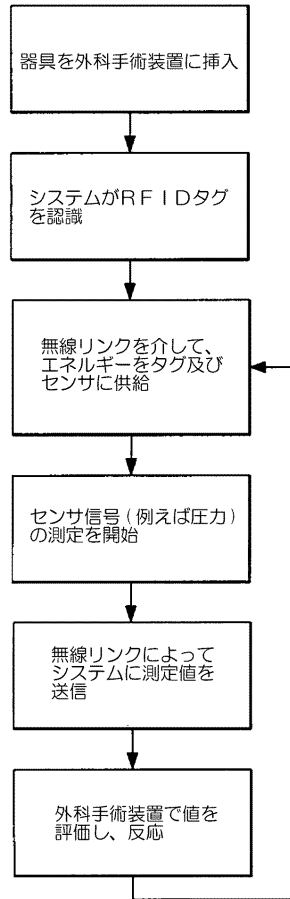 器具を外科手術装置に挿入
システムがRFIDタグ
を認識
無線リンクを介して、
エネルギーをタグ及び
センサに供給
センサ信号(例えば圧力)
の測定を開始
無線リンクによって
システムに測定値を
送信
外科手術装置で値を
評価し、反応